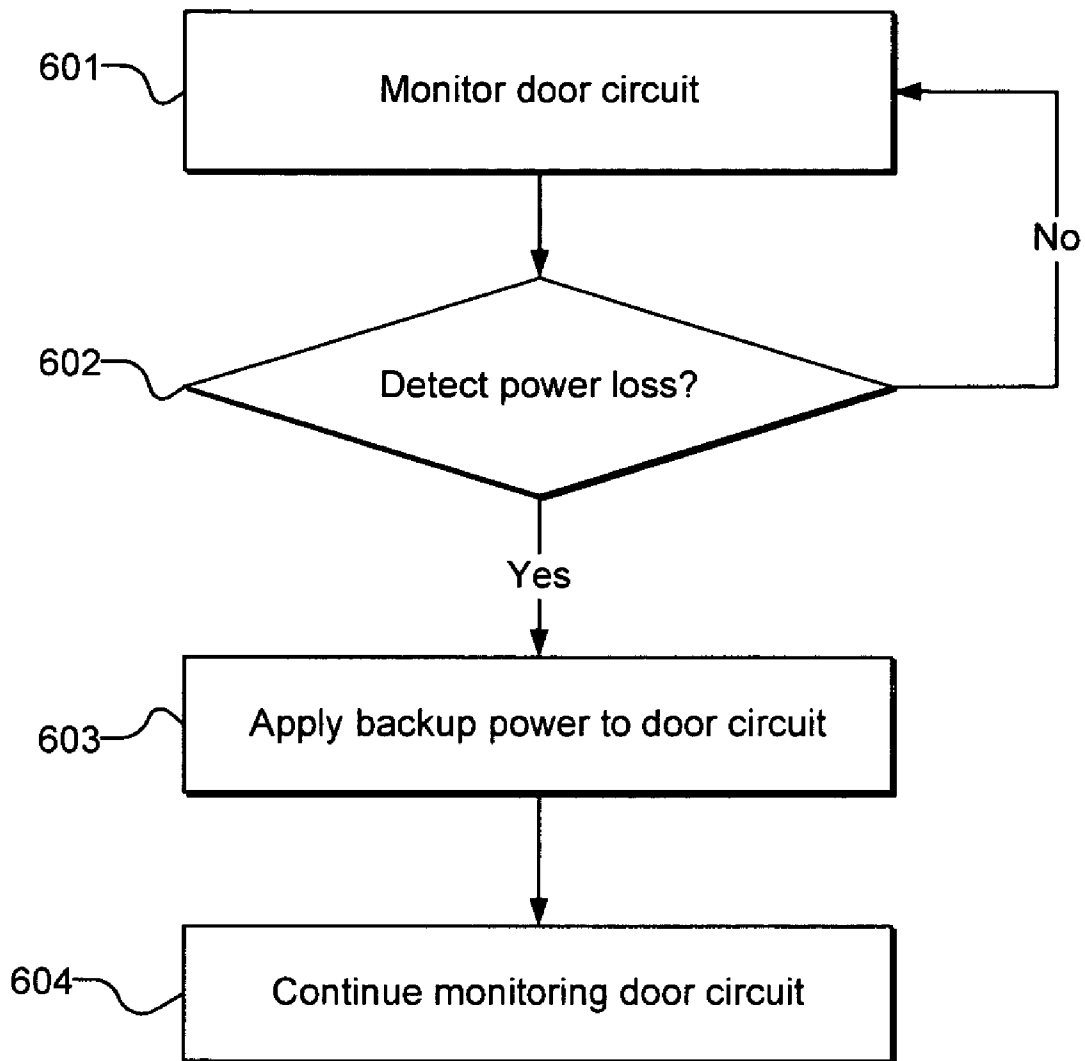 601
Monitor door circuit
No
602
Detect power loss?
Yes
603
Apply backup power to door circuit
604
Continue monitoring door circuit